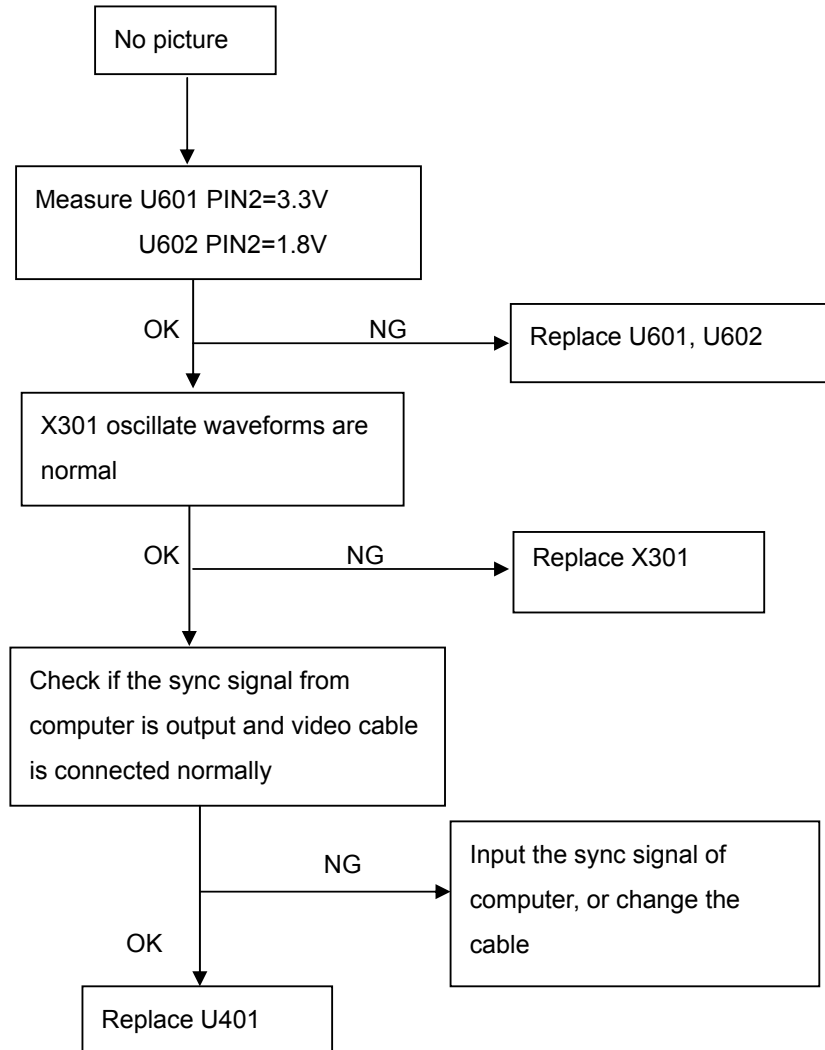 No picture
Measure U601 PIN2=3.3V
U602 PIN2=1.8V
OK
NG
Replace U601, U602
X301 oscillate waveforms are
normal
OK
NG
Replace X301
Check if the sync signal from
computer is output and video cable
is connected normally
NG
Input the sync signal of
computer, or change the
cable
OK
Replace U401